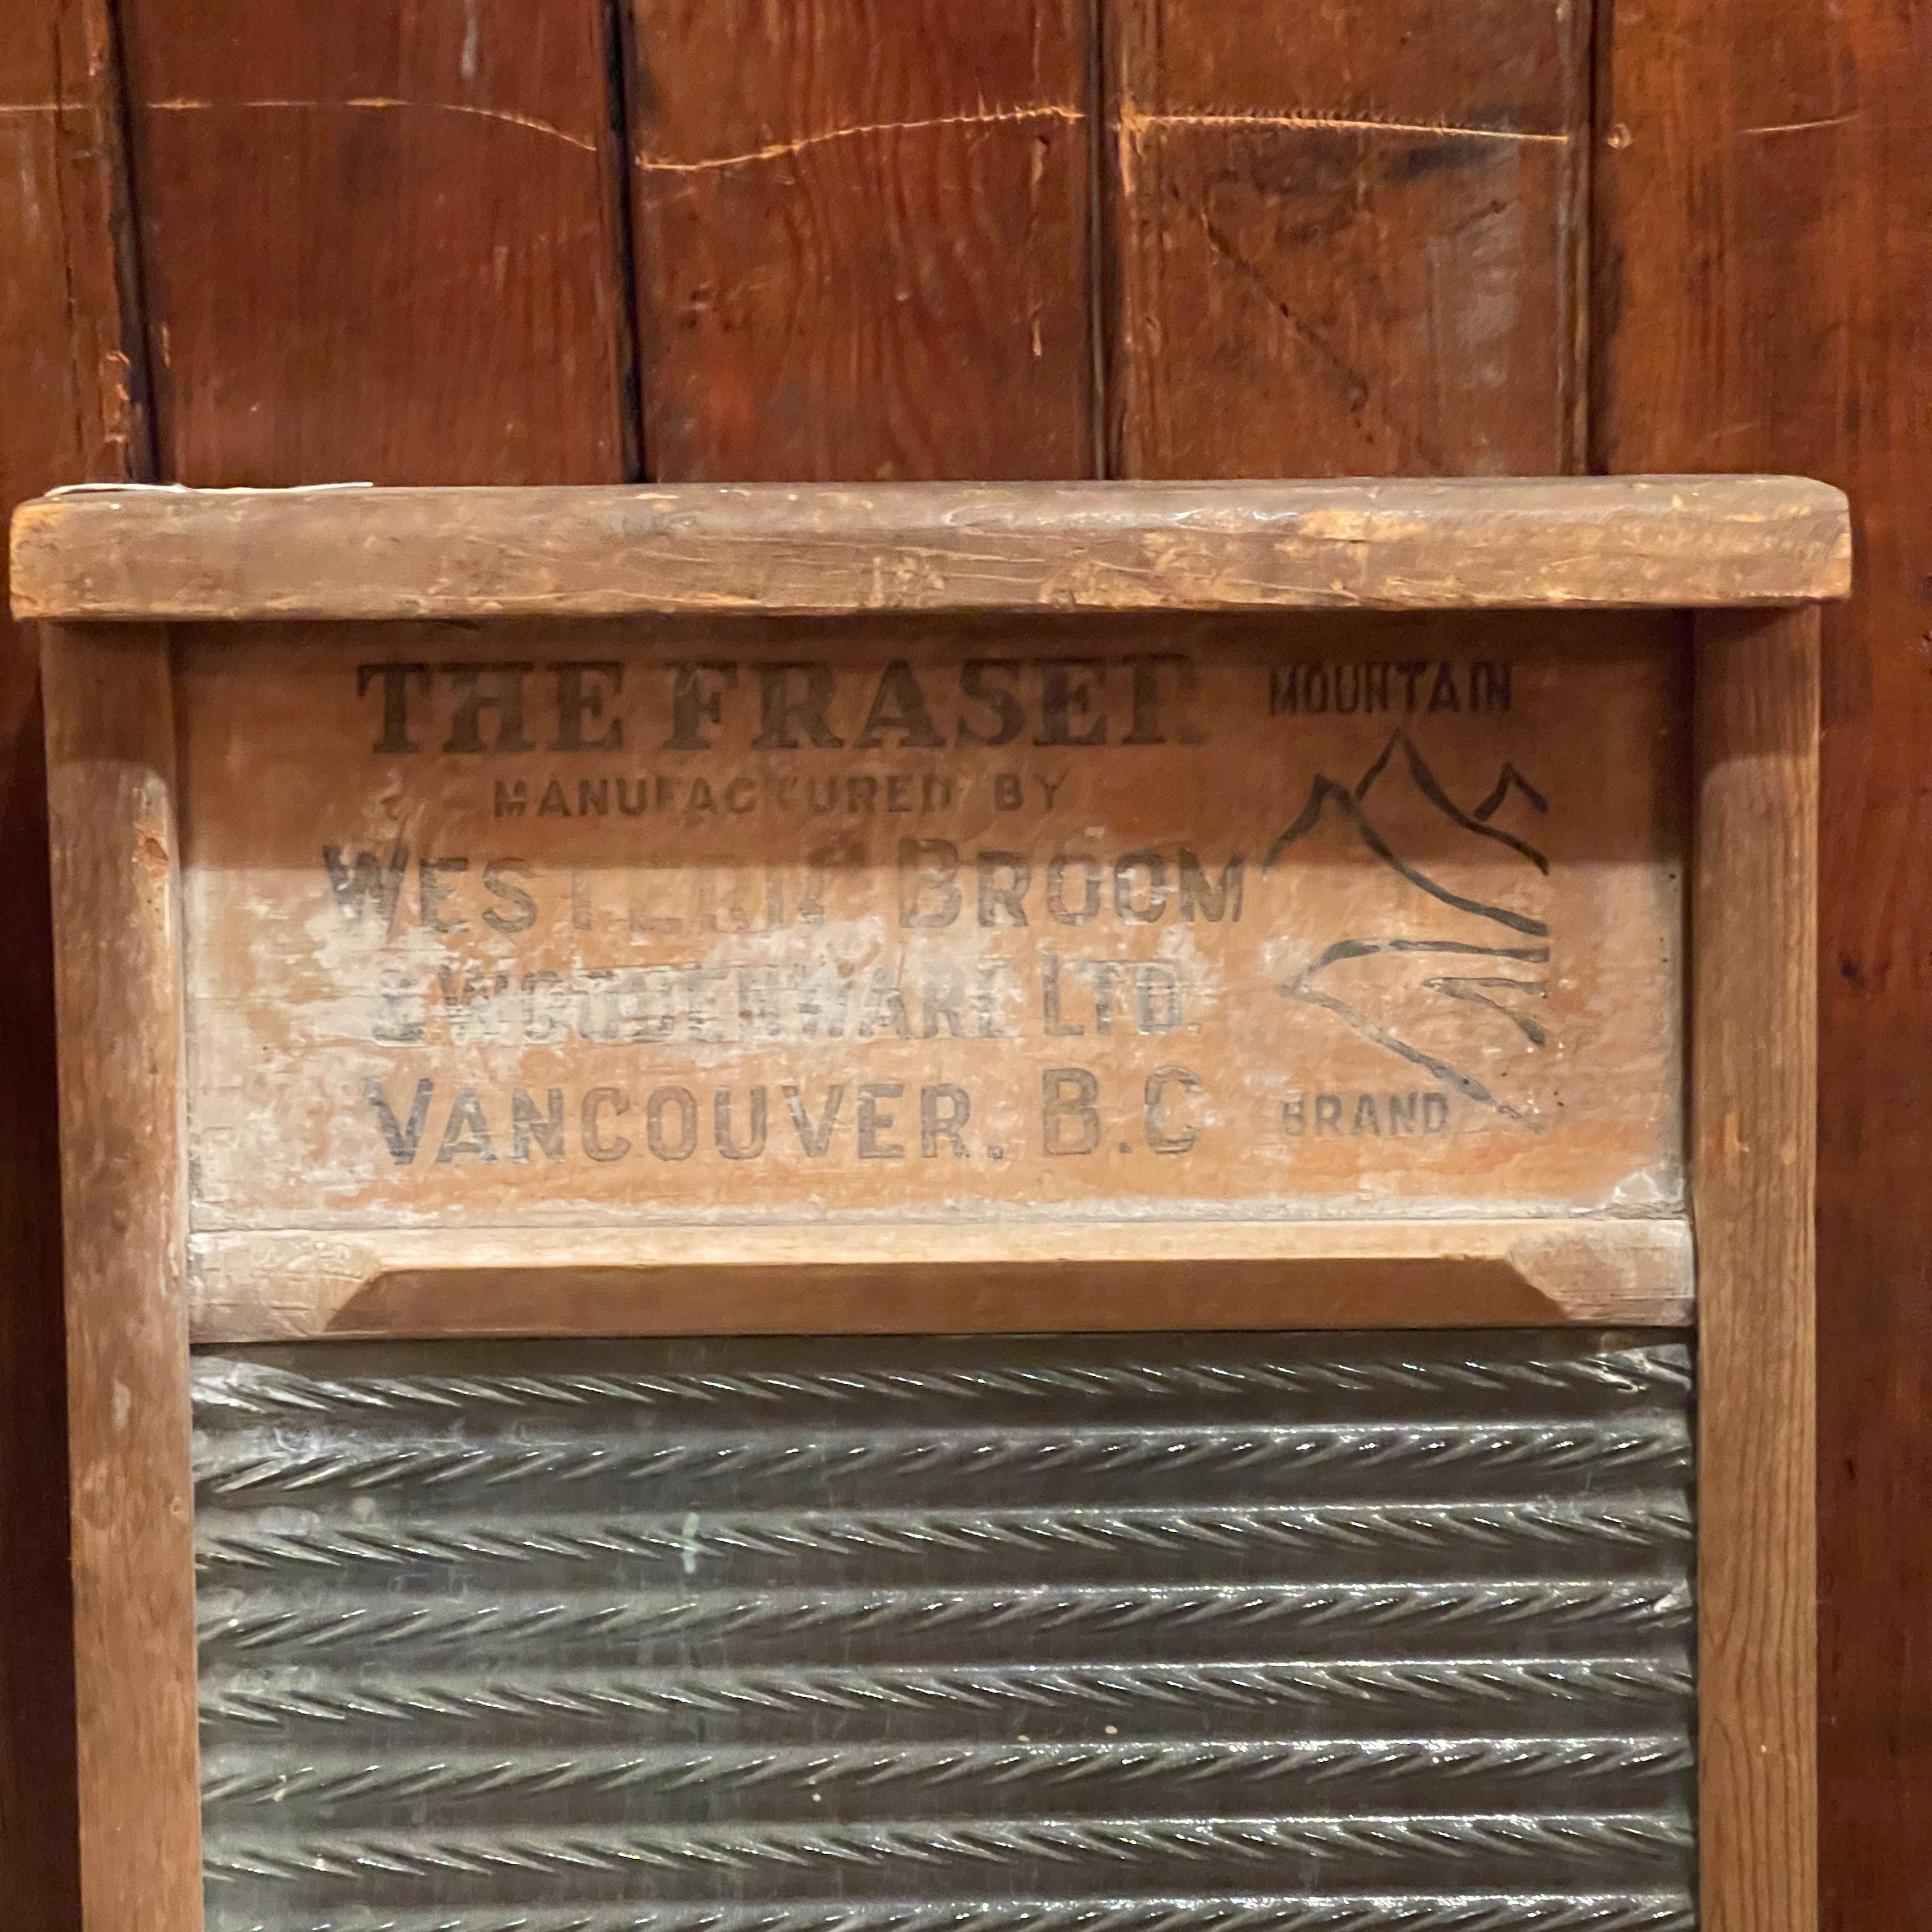 THE FRASER
MANUFACTURED BY
WESTERN BROOM
& WOODENWARE LTD.
VANCOUVER, B.C
MOUNTAIN
BRAND